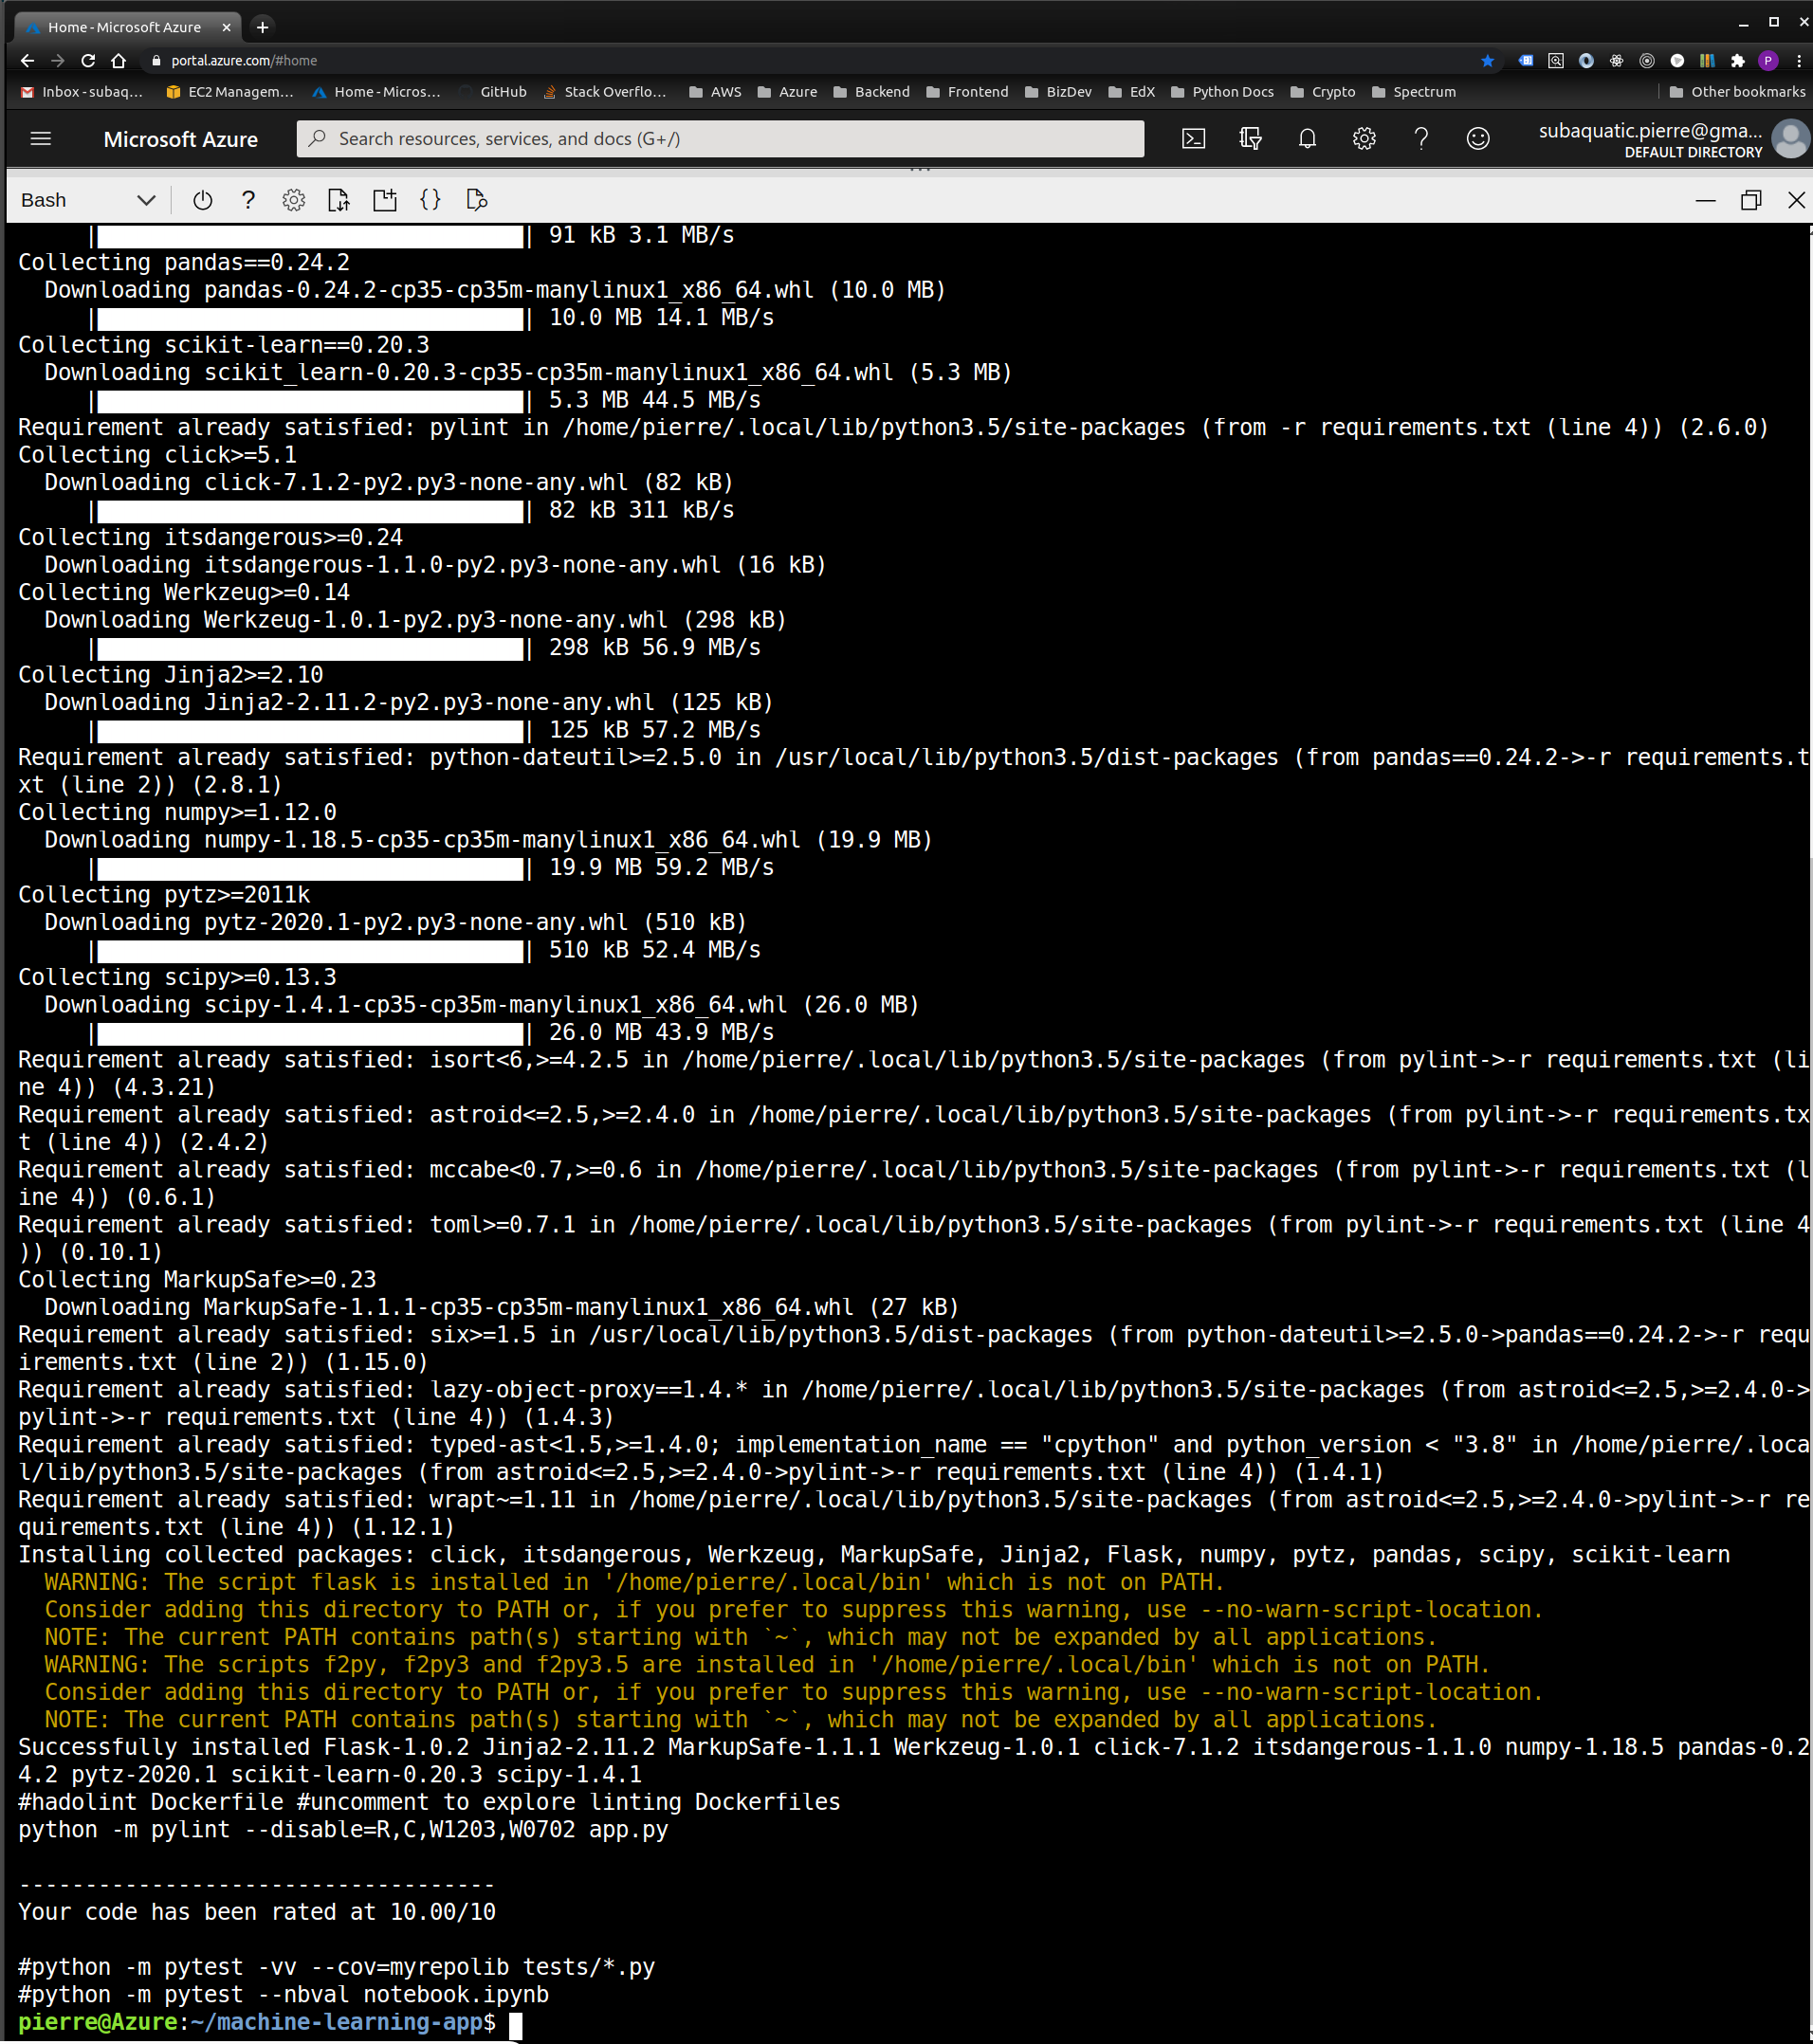 Home - Microsoft Azure
portal.azure.com/#home
P
Inbox - subaq... EC2 Managem... Home - Micros... GitHub Stack Overflo... AWS Azure Backend Frontend BizDev EdX Python Docs Crypto Spectrum Other bookmarks
Microsoft Azure Search resources, services, and docs (G+/) subaquatic.pierre@gma...
DEFAULT DIRECTORY
Bash
|████████████████████████████████| 91 kB 3.1 MB/s
Collecting pandas==0.24.2
  Downloading pandas-0.24.2-cp35-cp35m-manylinux1_x86_64.whl (10.0 MB)
|████████████████████████████████| 10.0 MB 14.1 MB/s
Collecting scikit-learn==0.20.3
  Downloading scikit_learn-0.20.3-cp35-cp35m-manylinux1_x86_64.whl (5.3 MB)
|████████████████████████████████| 5.3 MB 44.5 MB/s
Requirement already satisfied: pylint in /home/pierre/.local/lib/python3.5/site-packages (from -r requirements.txt (line 4)) (2.6.0)
Collecting click>=5.1
  Downloading click-7.1.2-py2.py3-none-any.whl (82 kB)
|████████████████████████████████| 82 kB 311 kB/s
Collecting itsdangerous>=0.24
  Downloading itsdangerous-1.1.0-py2.py3-none-any.whl (16 kB)
Collecting Werkzeug>=0.14
  Downloading Werkzeug-1.0.1-py2.py3-none-any.whl (298 kB)
|████████████████████████████████| 298 kB 56.9 MB/s
Collecting Jinja2>=2.10
  Downloading Jinja2-2.11.2-py2.py3-none-any.whl (125 kB)
|████████████████████████████████| 125 kB 57.2 MB/s
Requirement already satisfied: python-dateutil>=2.5.0 in /usr/local/lib/python3.5/dist-packages (from pandas==0.24.2->-r requirements.t
xt (line 2)) (2.8.1)
Collecting numpy>=1.12.0
  Downloading numpy-1.18.5-cp35-cp35m-manylinux1_x86_64.whl (19.9 MB)
|████████████████████████████████| 19.9 MB 59.2 MB/s
Collecting pytz>=2011k
  Downloading pytz-2020.1-py2.py3-none-any.whl (510 kB)
|████████████████████████████████| 510 kB 52.4 MB/s
Collecting scipy>=0.13.3
  Downloading scipy-1.4.1-cp35-cp35m-manylinux1_x86_64.whl (26.0 MB)
|████████████████████████████████| 26.0 MB 43.9 MB/s
Requirement already satisfied: isort<6,>=4.2.5 in /home/pierre/.local/lib/python3.5/site-packages (from pylint->-r requirements.txt (li
ne 4)) (4.3.21)
Requirement already satisfied: astroid<=2.5,>=2.4.0 in /home/pierre/.local/lib/python3.5/site-packages (from pylint->-r requirements.tx
t (line 4)) (2.4.2)
Requirement already satisfied: mccabe<0.7,>=0.6 in /home/pierre/.local/lib/python3.5/site-packages (from pylint->-r requirements.txt (l
ine 4)) (0.6.1)
Requirement already satisfied: toml>=0.7.1 in /home/pierre/.local/lib/python3.5/site-packages (from pylint->-r requirements.txt (line 4
)) (0.10.1)
Collecting MarkupSafe>=0.23
  Downloading MarkupSafe-1.1.1-cp35-cp35m-manylinux1_x86_64.whl (27 kB)
Requirement already satisfied: six>=1.5 in /usr/local/lib/python3.5/dist-packages (from python-dateutil>=2.5.0->pandas==0.24.2->-r requ
irements.txt (line 2)) (1.15.0)
Requirement already satisfied: lazy-object-proxy==1.4.* in /home/pierre/.local/lib/python3.5/site-packages (from astroid<=2.5,>=2.4.0->
pylint->-r requirements.txt (line 4)) (1.4.3)
Requirement already satisfied: typed-ast<1.5,>=1.4.0; implementation_name == "cpython" and python_version < "3.8" in /home/pierre/.loca
l/lib/python3.5/site-packages (from astroid<=2.5,>=2.4.0->pylint->-r requirements.txt (line 4)) (1.4.1)
Requirement already satisfied: wrapt~=1.11 in /home/pierre/.local/lib/python3.5/site-packages (from astroid<=2.5,>=2.4.0->pylint->-r re
quirements.txt (line 4)) (1.12.1)
Installing collected packages: click, itsdangerous, Werkzeug, MarkupSafe, Jinja2, Flask, numpy, pytz, pandas, scipy, scikit-learn
  WARNING: The script flask is installed in '/home/pierre/.local/bin' which is not on PATH.
  Consider adding this directory to PATH or, if you prefer to suppress this warning, use --no-warn-script-location.
  NOTE: The current PATH contains path(s) starting with `~`, which may not be expanded by all applications.
  WARNING: The scripts f2py, f2py3 and f2py3.5 are installed in '/home/pierre/.local/bin' which is not on PATH.
  Consider adding this directory to PATH or, if you prefer to suppress this warning, use --no-warn-script-location.
  NOTE: The current PATH contains path(s) starting with `~`, which may not be expanded by all applications.
Successfully installed Flask-1.0.2 Jinja2-2.11.2 MarkupSafe-1.1.1 Werkzeug-1.0.1 click-7.1.2 itsdangerous-1.1.0 numpy-1.18.5 pandas-0.2
4.2 pytz-2020.1 scikit-learn-0.20.3 scipy-1.4.1
#hadolint Dockerfile #uncomment to explore linting Dockerfiles
python -m pylint --disable=R,C,W1203,W0702 app.py
------------------------------------
Your code has been rated at 10.00/10
#python -m pytest -vv --cov=myrepolib tests/*.py
#python -m pytest --nbval notebook.ipynb
pierre@Azure:~/machine-learning-app$